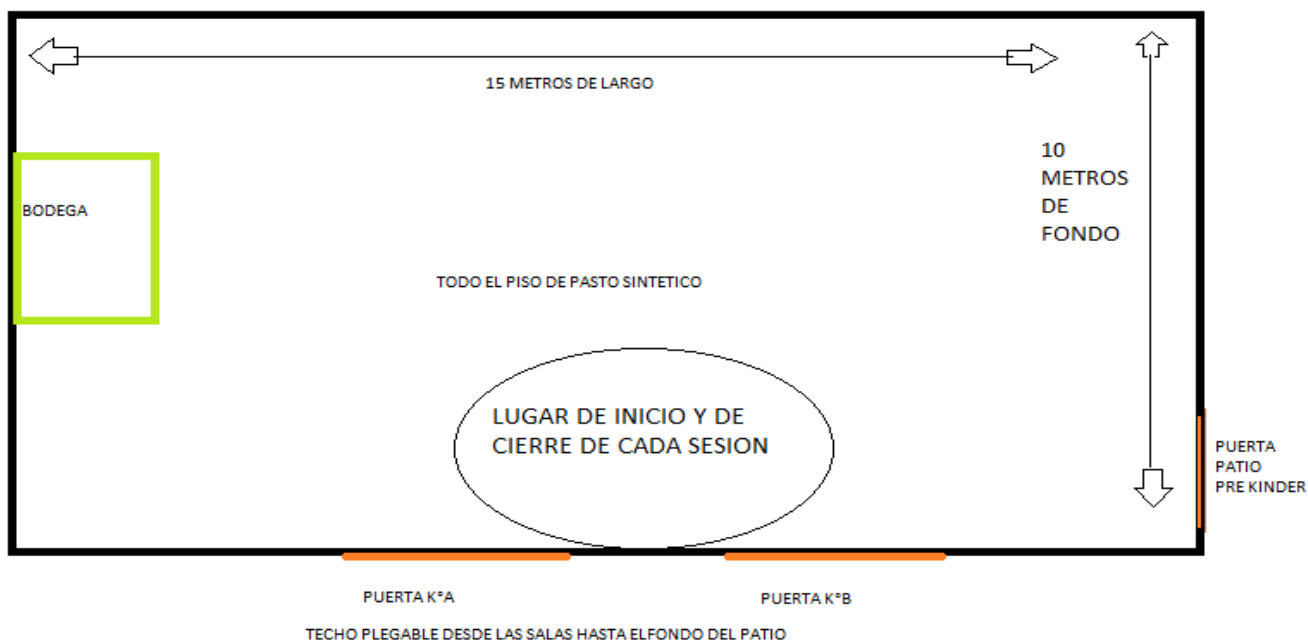 15 METROS DE LARGO
10
METROS
DE
FONDO
BODEGA
TODO EL PISO DE PASTO SINTETICO
LUGAR DE INICIO Y DE
CIERRE DE CADA SESION
PUERTA
PATIO
PRE KINDER
PUERTA K°A
PUERTA K°B
TECHO PLEGABLE DESDE LAS SALAS HASTA ELFONDO DEL PATIO